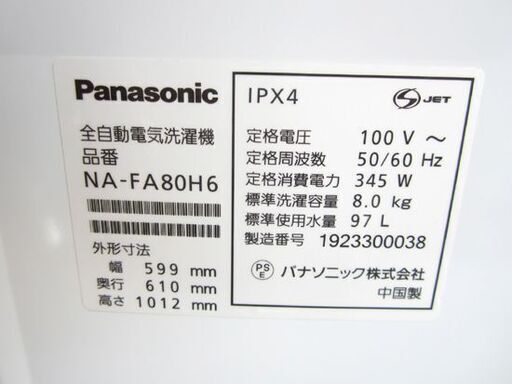 Panasonic
全自動電気洗濯機
品番
NA-FA80H6
外形寸法
幅 599 mm
奥行 610 mm
高さ 1012 mm
IPX4
S JET
定格電圧 100 V ~
定格周波数 50/60 Hz
定格消費電力 345 W
標準洗濯容量 8.0 kg
標準使用水量 97 L
製造番号 1923300038
PS
E
パナソニック株式会社
中国製